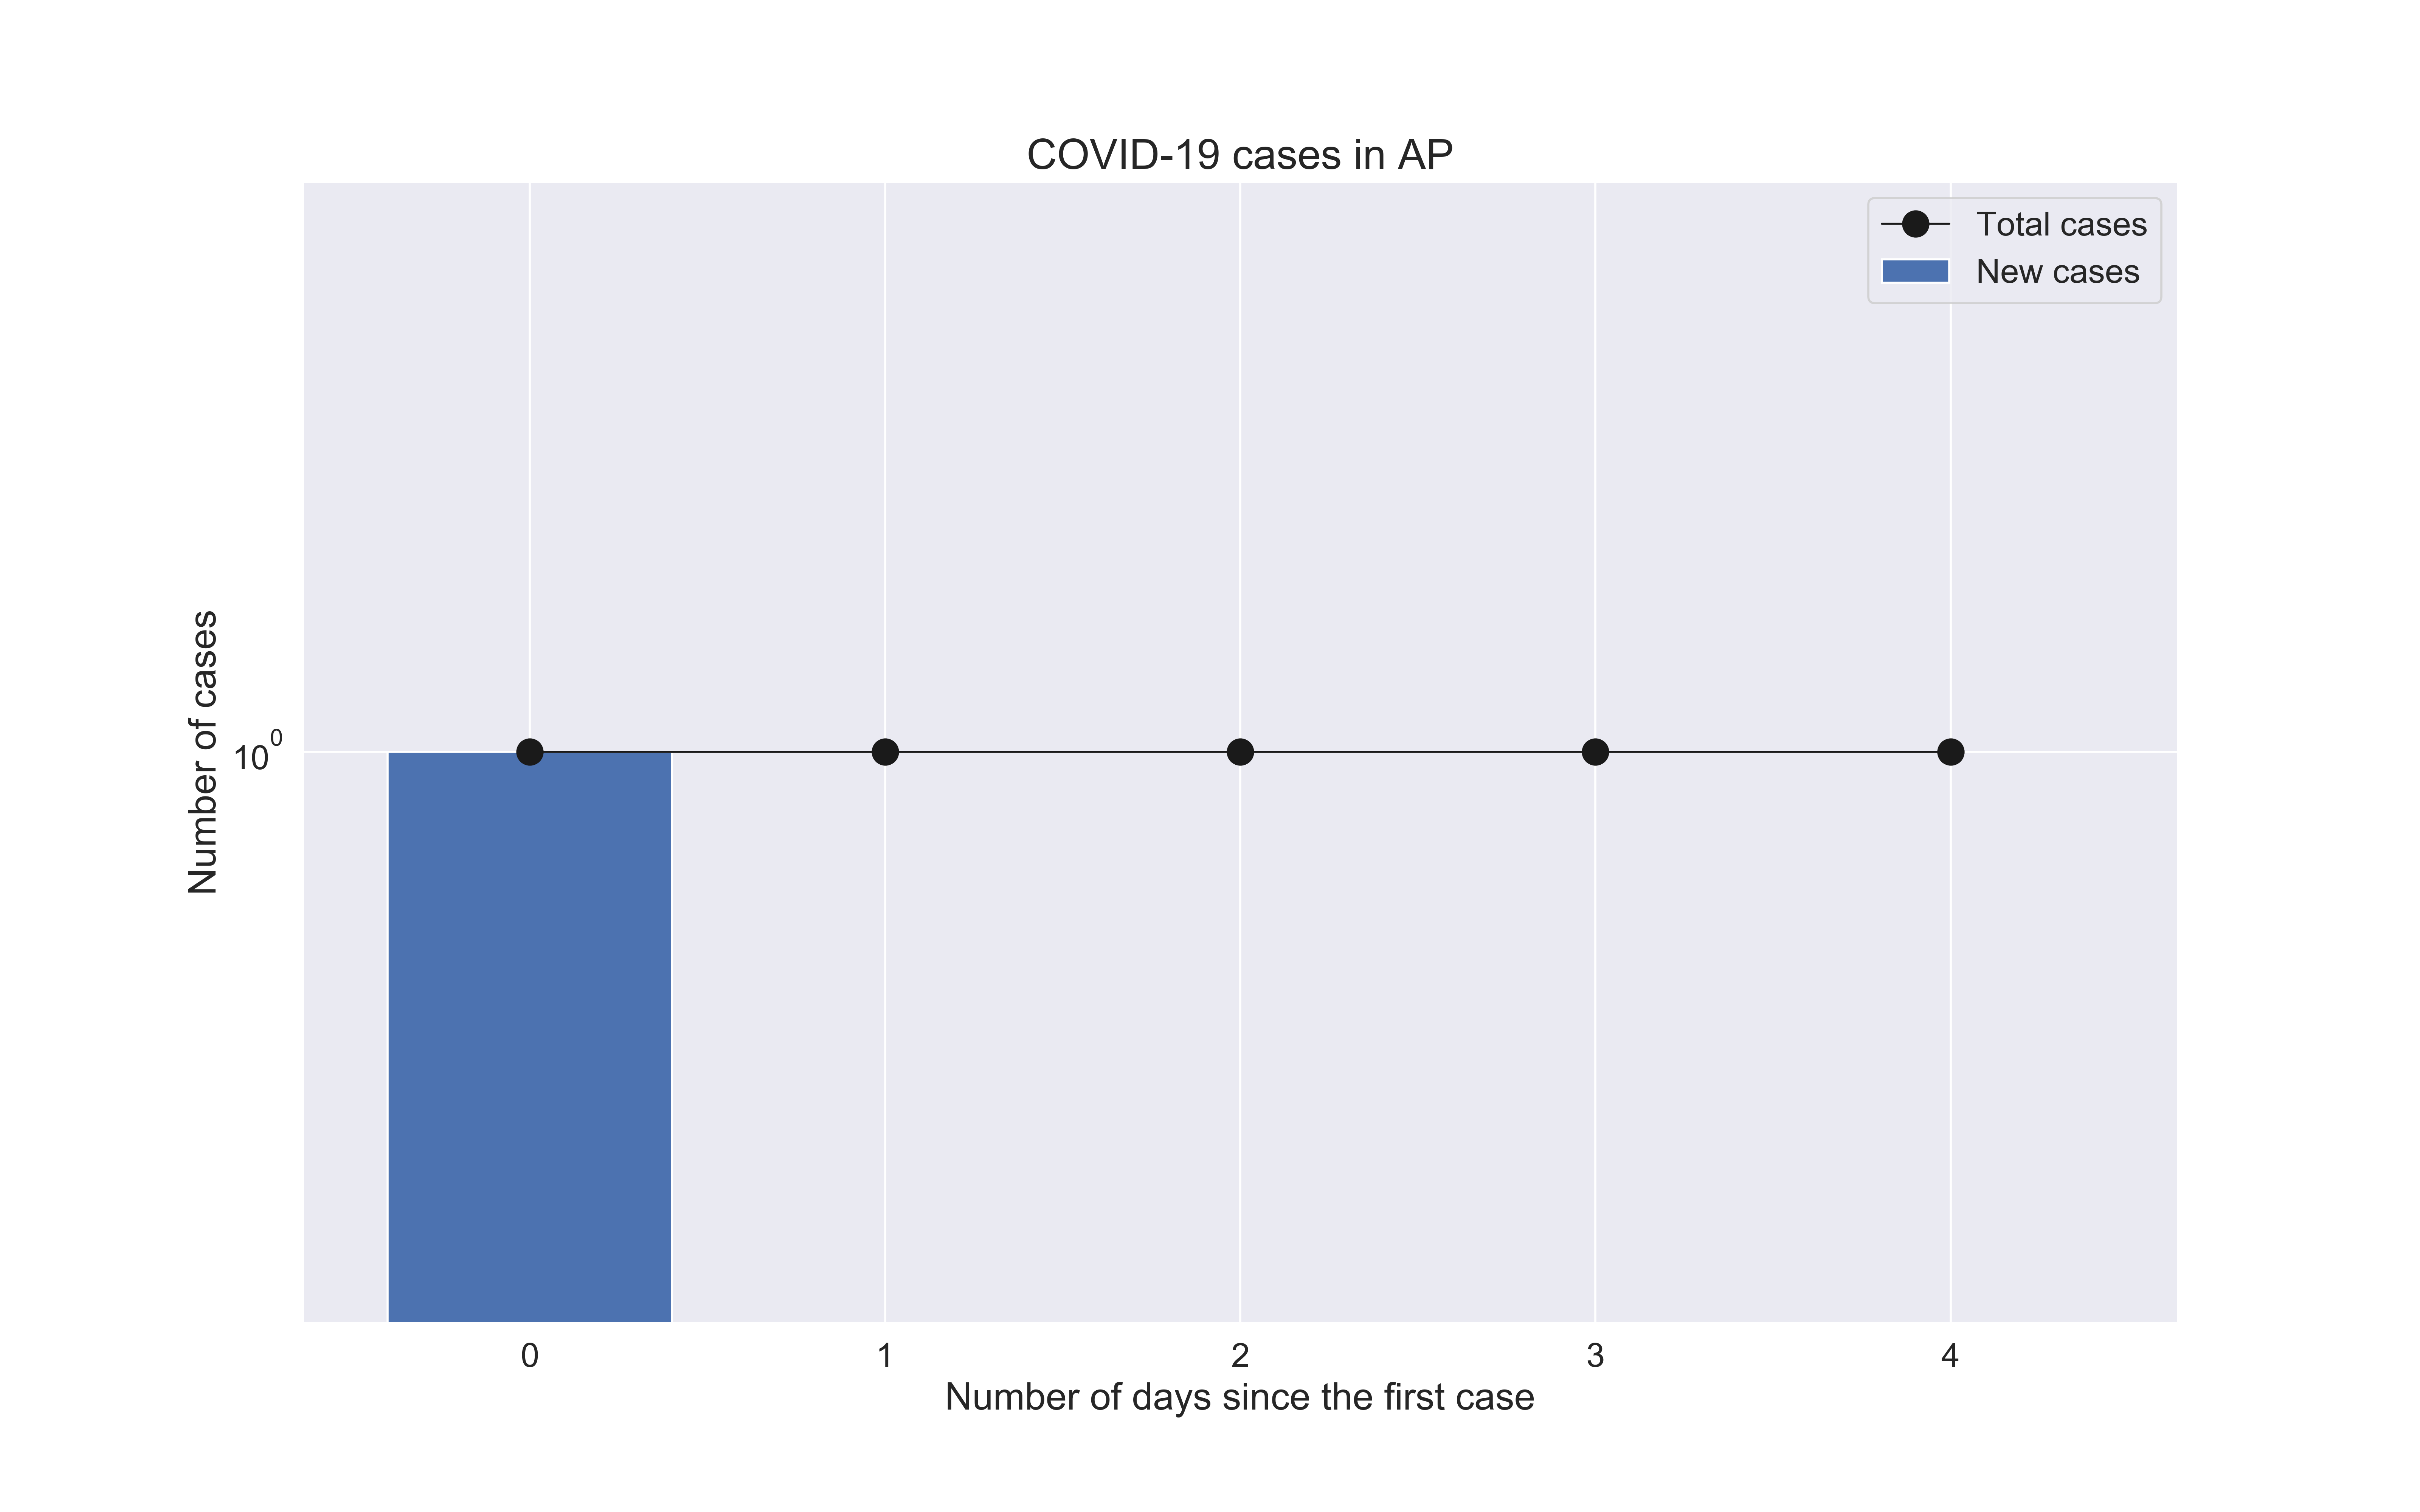 COVID-19 cases in AP
Total cases
New cases
Number of cases
10⁰
0 1 2 3 4
Number of days since the first case